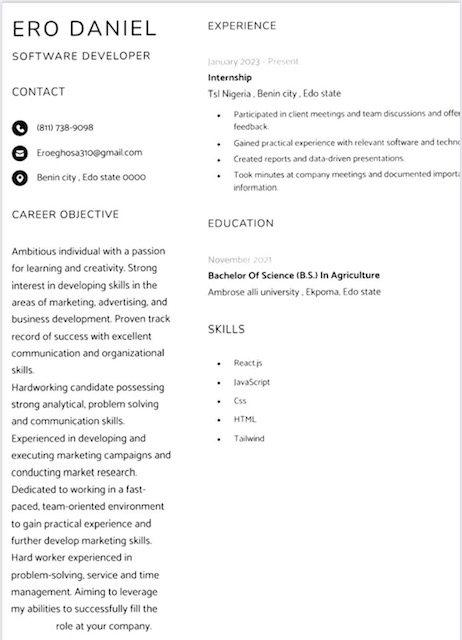 ERO DANIEL
SOFTWARE DEVELOPER
CONTACT
(811) 738-9098
Eroeghosa310@gmail.com
Benin city , Edo state 0000
CAREER OBJECTIVE
Ambitious individual with a passion
for learning and creativity. Strong
interest in developing skills in the
areas of marketing, advertising, and
business development. Proven track
record of success with excellent
communication and organizational
skills.
Hardworking candidate possessing
strong analytical, problem solving
and communication skills.
Experienced in developing and
executing marketing campaigns and
conducting market research.
Dedicated to working in a fast-
paced, team-oriented environment
to gain practical experience and
further develop marketing skills.
Hard worker experienced in
problem-solving, service and time
management. Aiming to leverage
my abilities to successfully fill the
role at your company.
EXPERIENCE
January 2023 - Present
Internship
Tsl Nigeria , Benin city , Edo state
• Participated in client meetings and team discussions and
feedback.
• Gained practical experience with relevant software and
• Created reports and data-driven presentations.
• Took minutes at company meetings and documented
information.
EDUCATION
November 2021
Bachelor Of Science (B.S.) In Agriculture
Ambrose alli university , Ekpoma, Edo state
SKILLS
• React.js
• JavaScript
• Css
• HTML
• Tailwind